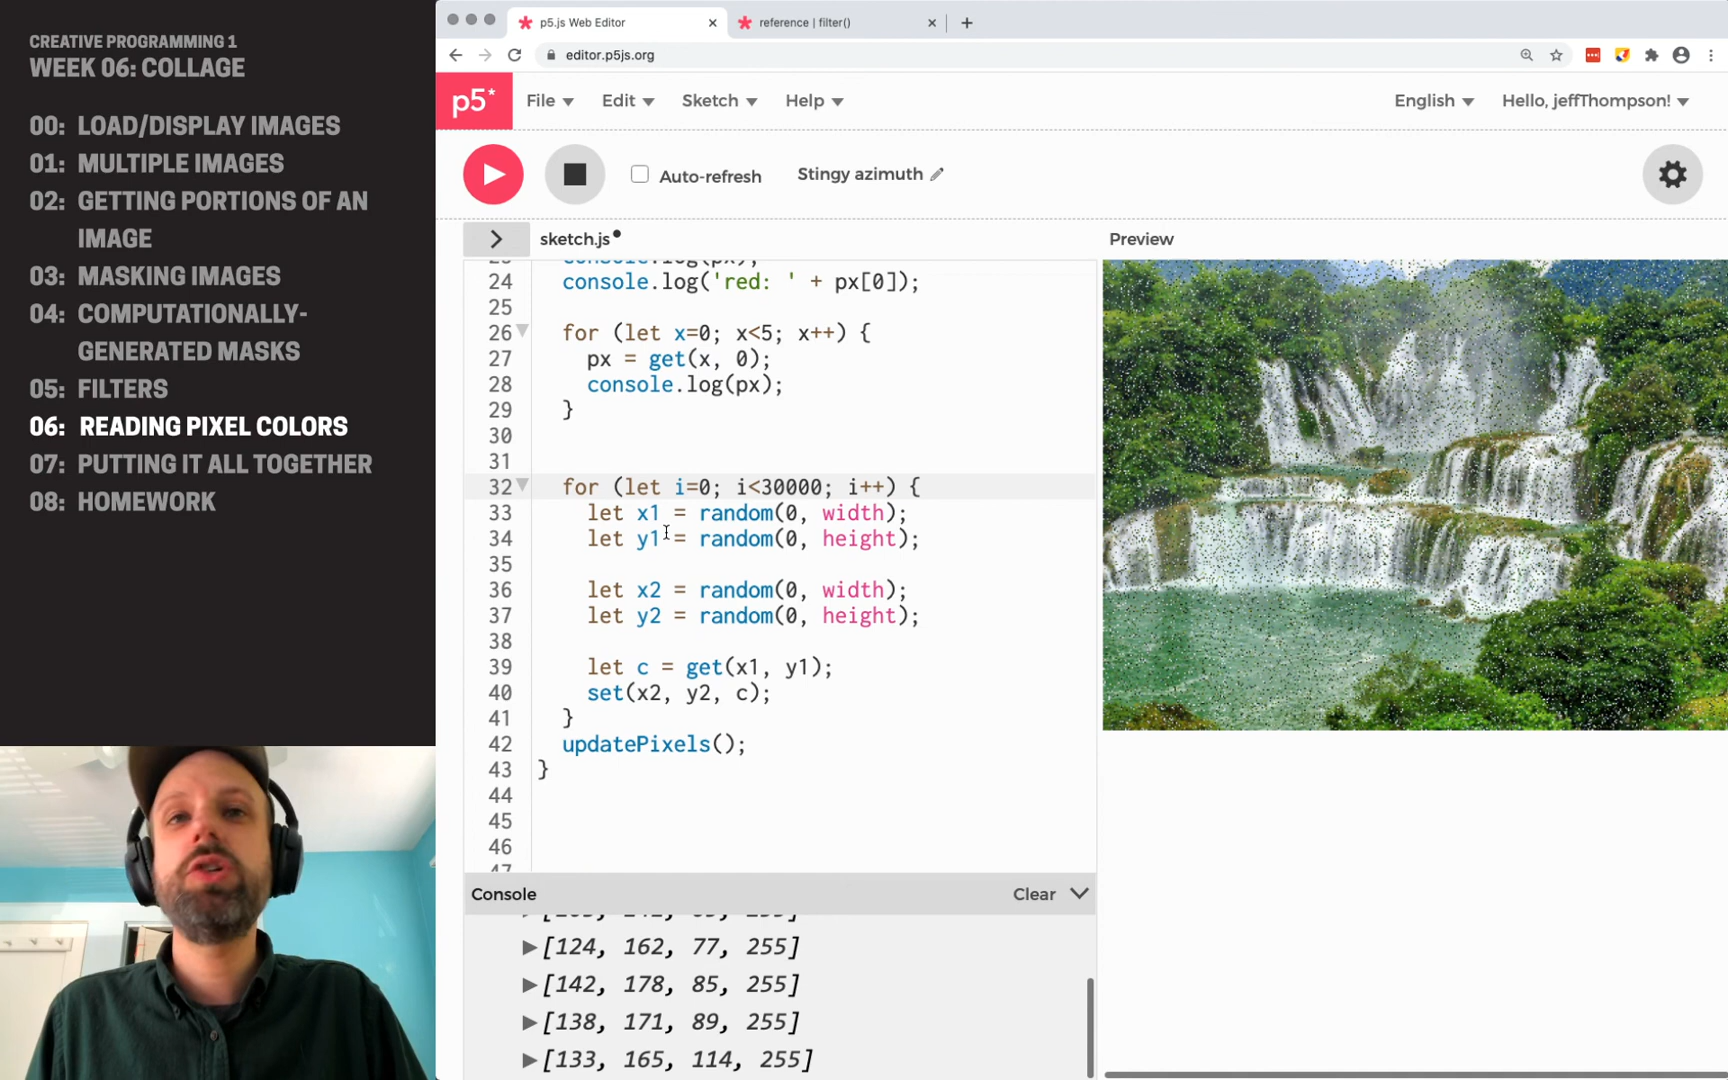 CREATIVE PROGRAMMING 1
WEEK 06: COLLAGE
00: LOAD/DISPLAY IMAGES
01: MULTIPLE IMAGES
02: GETTING PORTIONS OF AN
IMAGE
03: MASKING IMAGES
04: COMPUTATIONALLY-
GENERATED MASKS
05: FILTERS
06: READING PIXEL COLORS
07: PUTTING IT ALL TOGETHER
08: HOMEWORK
p5.js Web Editor
reference | filter()
editor.p5js.org
p5*
File
Edit
Sketch
Help
English
Hello, jeffThompson!
Auto-refresh
Stingy azimuth
sketch.js
Preview
console.log(px);
24 console.log('red: ' + px[0]);
25
26 for (let x=0; x<5; x++) {
27 px = get(x, 0);
28 console.log(px);
29 }
30
31
32 for (let i=0; i<30000; i++) {
33 let x1 = random(0, width);
34 let y1 = random(0, height);
35
36 let x2 = random(0, width);
37 let y2 = random(0, height);
38
39 let c = get(x1, y1);
40 set(x2, y2, c);
41 }
42 updatePixels();
43 }
44
45
46
47
Console
Clear
[124, 162, 77, 255]
[142, 178, 85, 255]
[138, 171, 89, 255]
[133, 165, 114, 255]